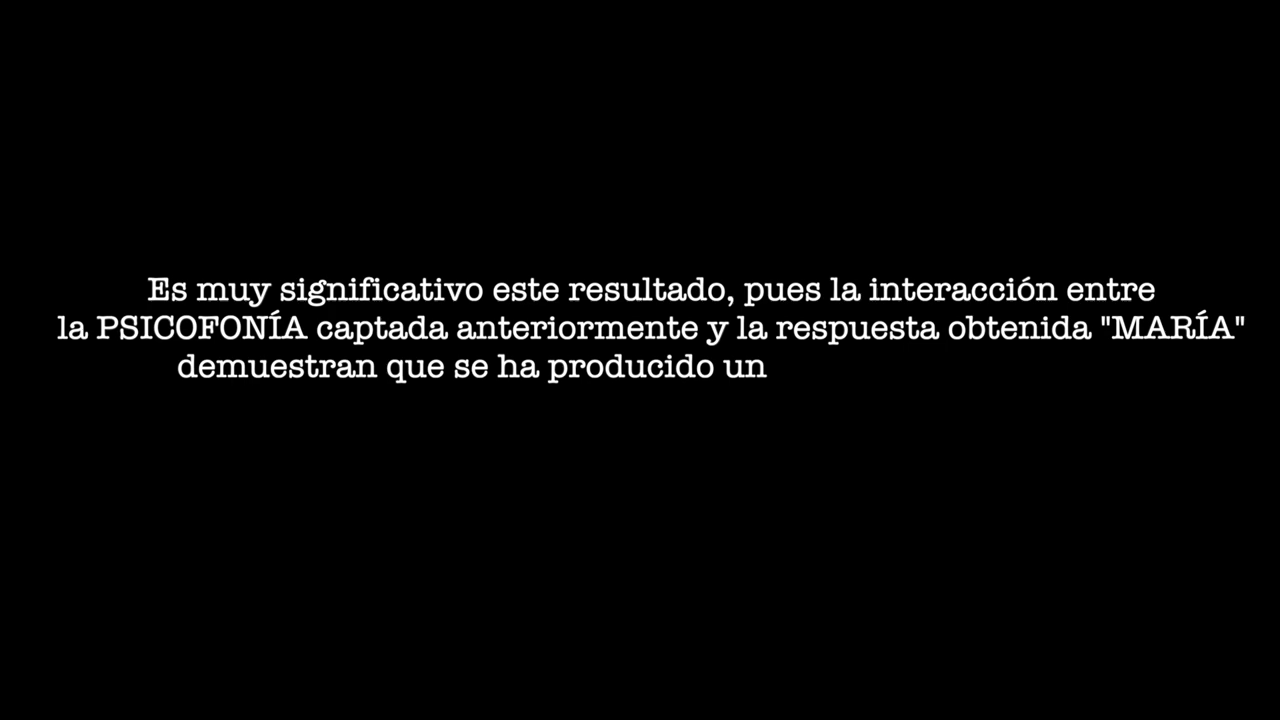 Es muy significativo este resultado, pues la interacción entre
la PSICOFONÍA captada anteriormente y la respuesta obtenida "MARÍA"
demuestran que se ha producido un